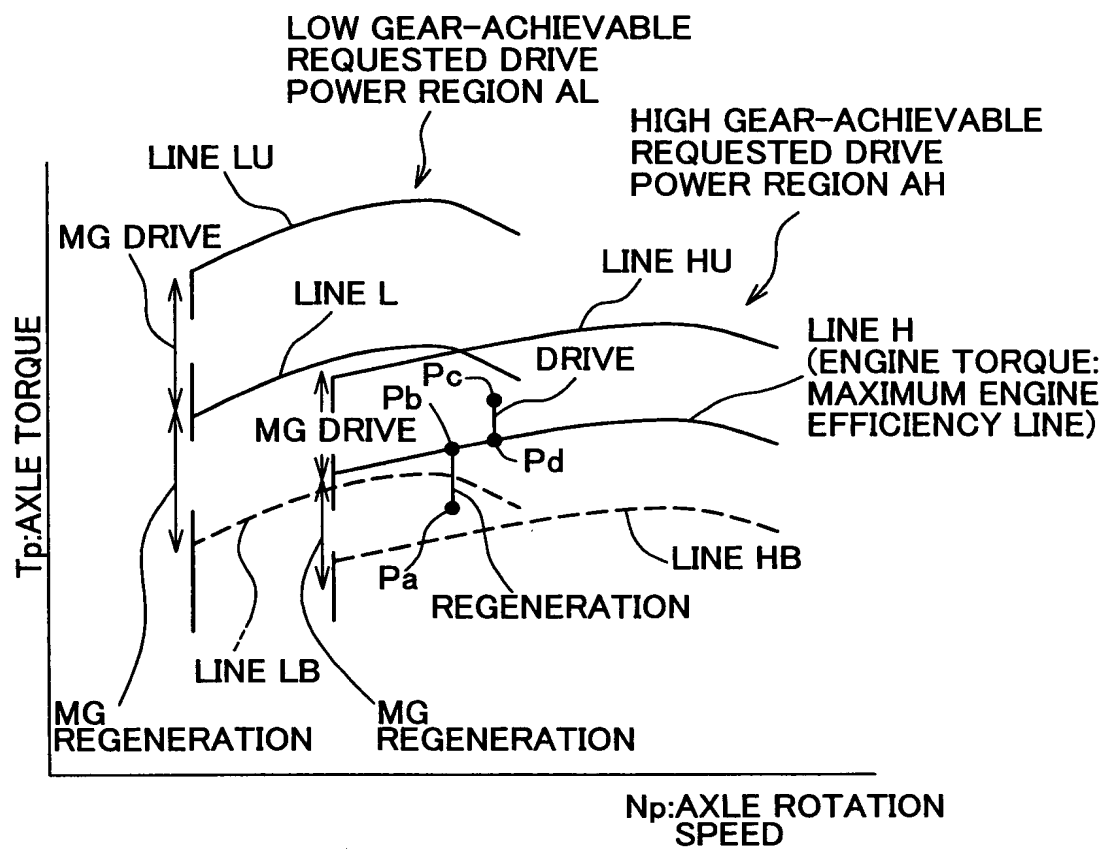 LOW GEAR-ACHIEVABLE
REQUESTED DRIVE
POWER REGION AL
HIGH GEAR-ACHIEVABLE
REQUESTED DRIVE
POWER REGION AH
LINE LU
MG DRIVE
LINE HU
LINE L
LINE H
(ENGINE TORQUE:
MAXIMUM ENGINE
EFFICIENCY LINE)
DRIVE
Pc
Pb
MG DRIVE
Pd
Tp:AXLE TORQUE
Pa
LINE HB
REGENERATION
LINE LB
MG
REGENERATION
MG
REGENERATION
Np:AXLE ROTATION
SPEED